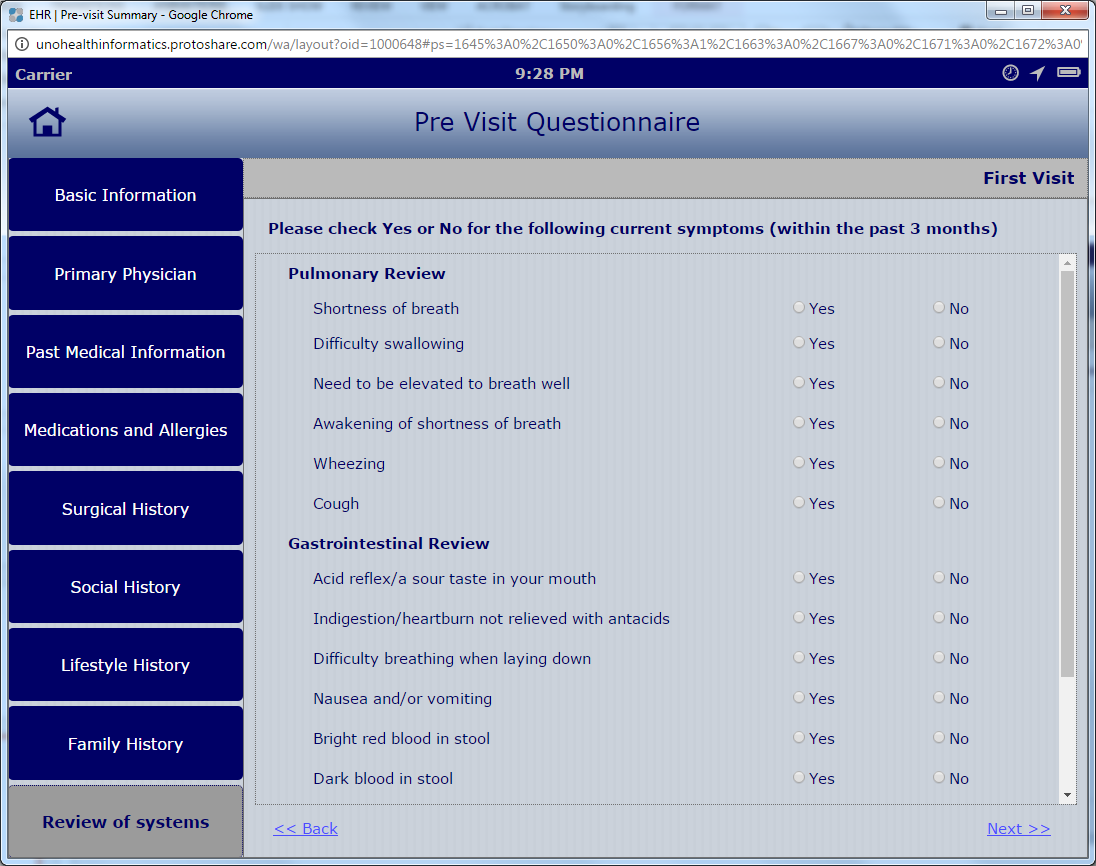 EHR | Pre-visit Summary - Google Chrome
unohealthinformatics.protoshare.com/wa/layout?oid=1000648#ps=1645%3A0%2C1650%3A0%2C1656%3A1%2C1663%3A0%2C1667%3A0%2C1671%3A0%2C1672%3A0%
Carrier 9:28 PM
Pre Visit Questionnaire
Basic Information
Primary Physician
Past Medical Information
Medications and Allergies
Surgical History
Social History
Lifestyle History
Family History
Review of systems
First Visit
Please check Yes or No for the following current symptoms (within the past 3 months)
Pulmonary Review
Shortness of breath Yes No
Difficulty swallowing Yes No
Need to be elevated to breath well Yes No
Awakening of shortness of breath Yes No
Wheezing Yes No
Cough Yes No
Gastrointestinal Review
Acid reflex/a sour taste in your mouth Yes No
Indigestion/heartburn not relieved with antacids Yes No
Difficulty breathing when laying down Yes No
Nausea and/or vomiting Yes No
Bright red blood in stool Yes No
Dark blood in stool Yes No
<< Back Next >>